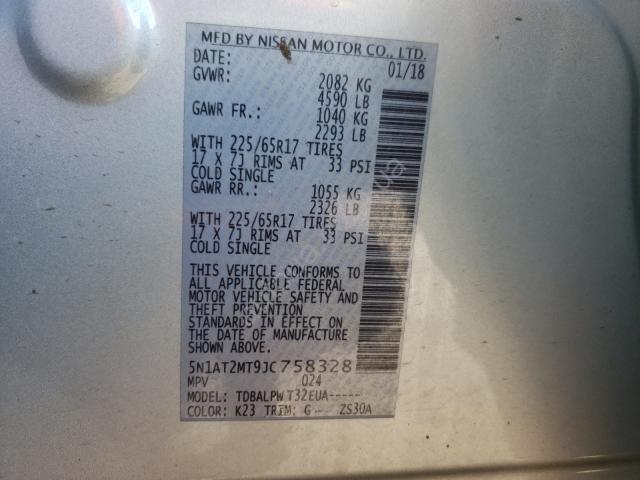 MFD BY NISSAN MOTOR CO., LTD.
DATE: 01/18
GVWR: 2082 KG
4590 LB
GAWR FR.: 1040 KG
2293 LB
WITH 225/65R17 TIRES
17 X 7J RIMS AT 33 PSI
COLD SINGLE
GAWR RR.: 1055 KG
2326 LB
WITH 225/65R17 TIRES
17 X 7J RIMS AT 33 PSI
COLD SINGLE
THIS VEHICLE CONFORMS TO
ALL APPLICABLE FEDERAL
MOTOR VEHICLE SAFETY AND
THEFT PREVENTION
STANDARDS IN EFFECT ON
THE DATE OF MANUFACTURE
SHOWN ABOVE.
5N1AT2MT9JC758328
MPV 024
MODEL: TDBALPW T32EUA-----
COLOR: K23 TRIM: G-- ZS30A